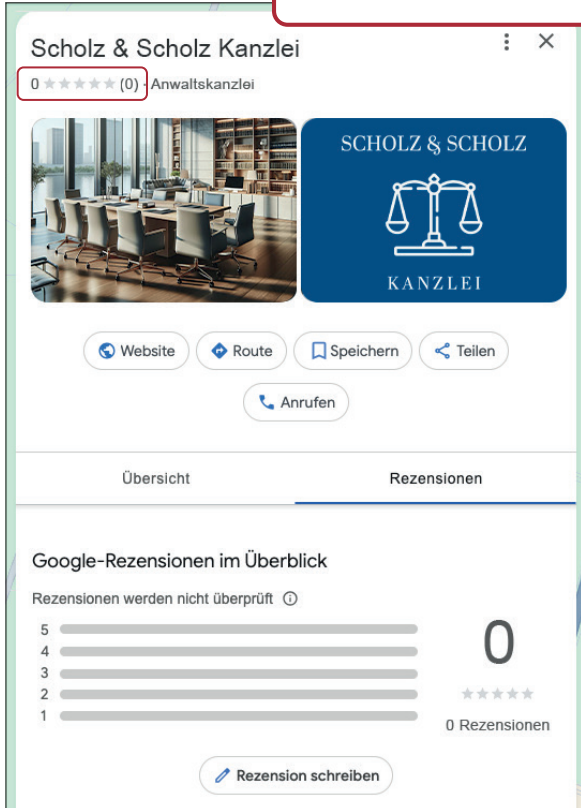 Scholz & Scholz Kanzlei
0 ★★★★★ (0) · Anwaltskanzlei
SCHOLZ & SCHOLZ
KANZLEI
Website Route Speichern Teilen
Anrufen
Übersicht Rezensionen
Google-Rezensionen im Überblick
Rezensionen werden nicht überprüft
5
4
3
2
1
0
★★★★★
0 Rezensionen
Rezension schreiben